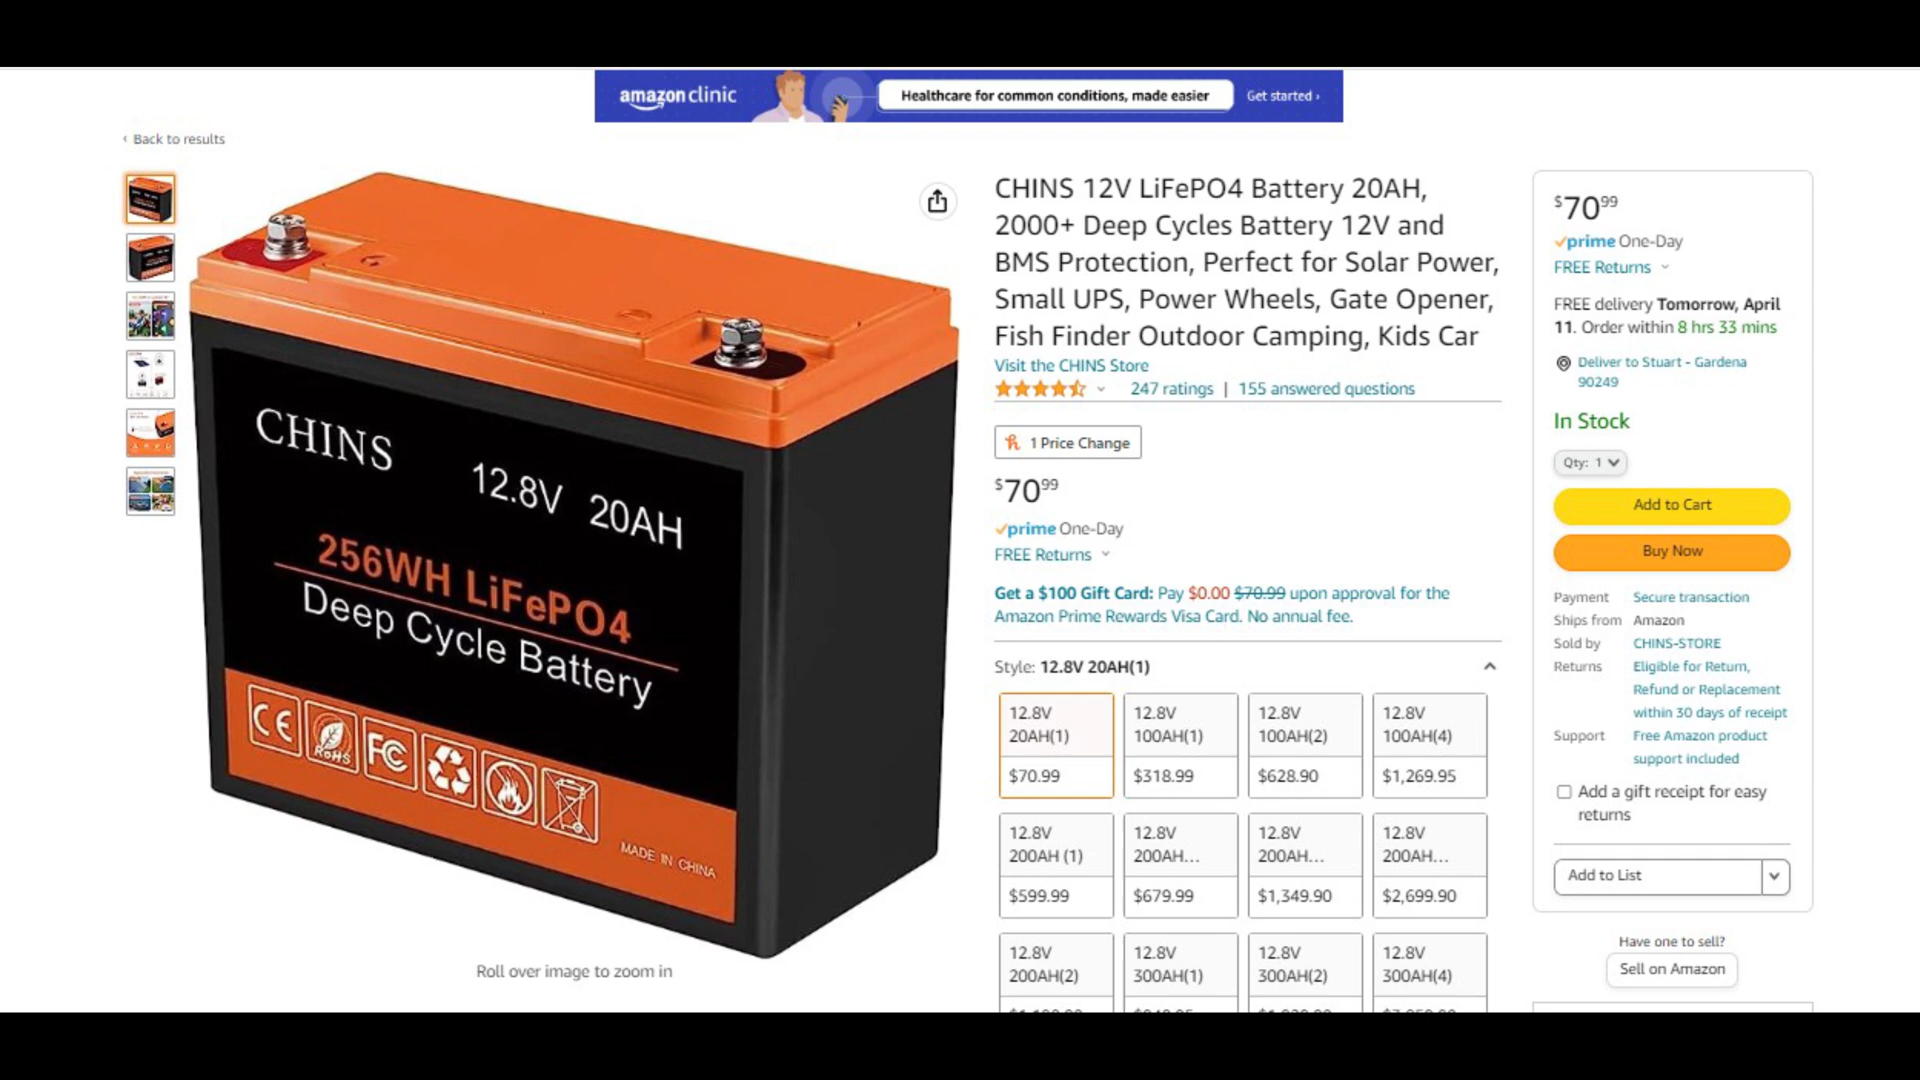 amazon clinic
Healthcare for common conditions, made easier
Get started ›
‹ Back to results
CHINS
12.8V 20AH
256WH LiFePO4
Deep Cycle Battery
CE
RoHS
FC
MADE IN CHINA
Roll over image to zoom in
CHINS 12V LiFePO4 Battery 20AH,
2000+ Deep Cycles Battery 12V and
BMS Protection, Perfect for Solar Power,
Small UPS, Power Wheels, Gate Opener,
Fish Finder Outdoor Camping, Kids Car
Visit the CHINS Store
247 ratings | 155 answered questions
1 Price Change
$70⁹⁹
prime One-Day
FREE Returns
Get a $100 Gift Card: Pay $0.00 $70.99 upon approval for the
Amazon Prime Rewards Visa Card. No annual fee.
Style: 12.8V 20AH(1)
12.8V
20AH(1)
$70.99
12.8V
100AH(1)
$318.99
12.8V
100AH(2)
$628.90
12.8V
100AH(4)
$1,269.95
12.8V
200AH (1)
$599.99
12.8V
200AH...
$679.99
12.8V
200AH...
$1,349.90
12.8V
200AH...
$2,699.90
12.8V
200AH(2)
12.8V
300AH(1)
12.8V
300AH(2)
12.8V
300AH(4)
$70⁹⁹
prime One-Day
FREE Returns
FREE delivery Tomorrow, April
11. Order within 8 hrs 33 mins
Deliver to Stuart - Gardena
90249
In Stock
Qty: 1
Add to Cart
Buy Now
Payment Secure transaction
Ships from Amazon
Sold by CHINS-STORE
Returns Eligible for Return,
Refund or Replacement
within 30 days of receipt
Support Free Amazon product
support included
Add a gift receipt for easy
returns
Add to List
Have one to sell?
Sell on Amazon